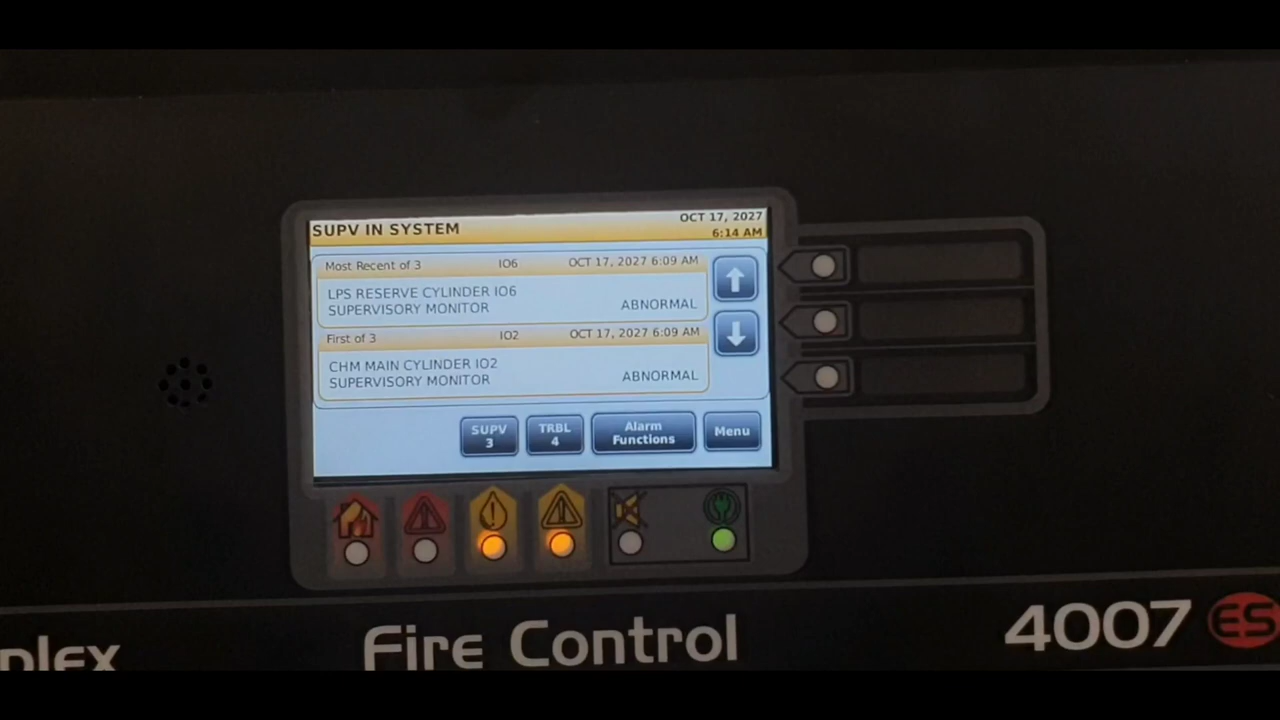 SUPV IN SYSTEM
OCT 17, 2027
6:14 AM
Most Recent of 3 IO6 OCT 17, 2027 6:09 AM
LPS RESERVE CYLINDER IO6
SUPERVISORY MONITOR ABNORMAL
First of 3 IO2 OCT 17, 2027 6:09 AM
CHM MAIN CYLINDER IO2
SUPERVISORY MONITOR ABNORMAL
SUPV
3
TRBL
4
Alarm
Functions
Menu
plex Fire Control 4007 ES